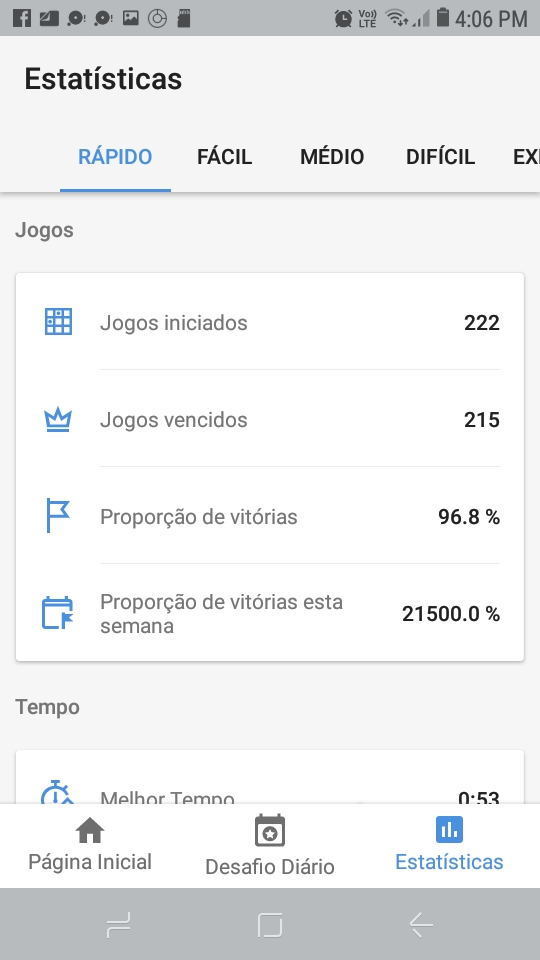 Vo))
LTE
4:06 PM
Estatísticas
RÁPIDO FÁCIL MÉDIO DIFÍCIL EX
Jogos
Jogos iniciados 222
Jogos vencidos 215
Proporção de vitórias 96.8 %
Proporção de vitórias esta
semana 21500.0 %
Tempo
Melhor Tempo 0:53
Página Inicial Desafio Diário Estatísticas